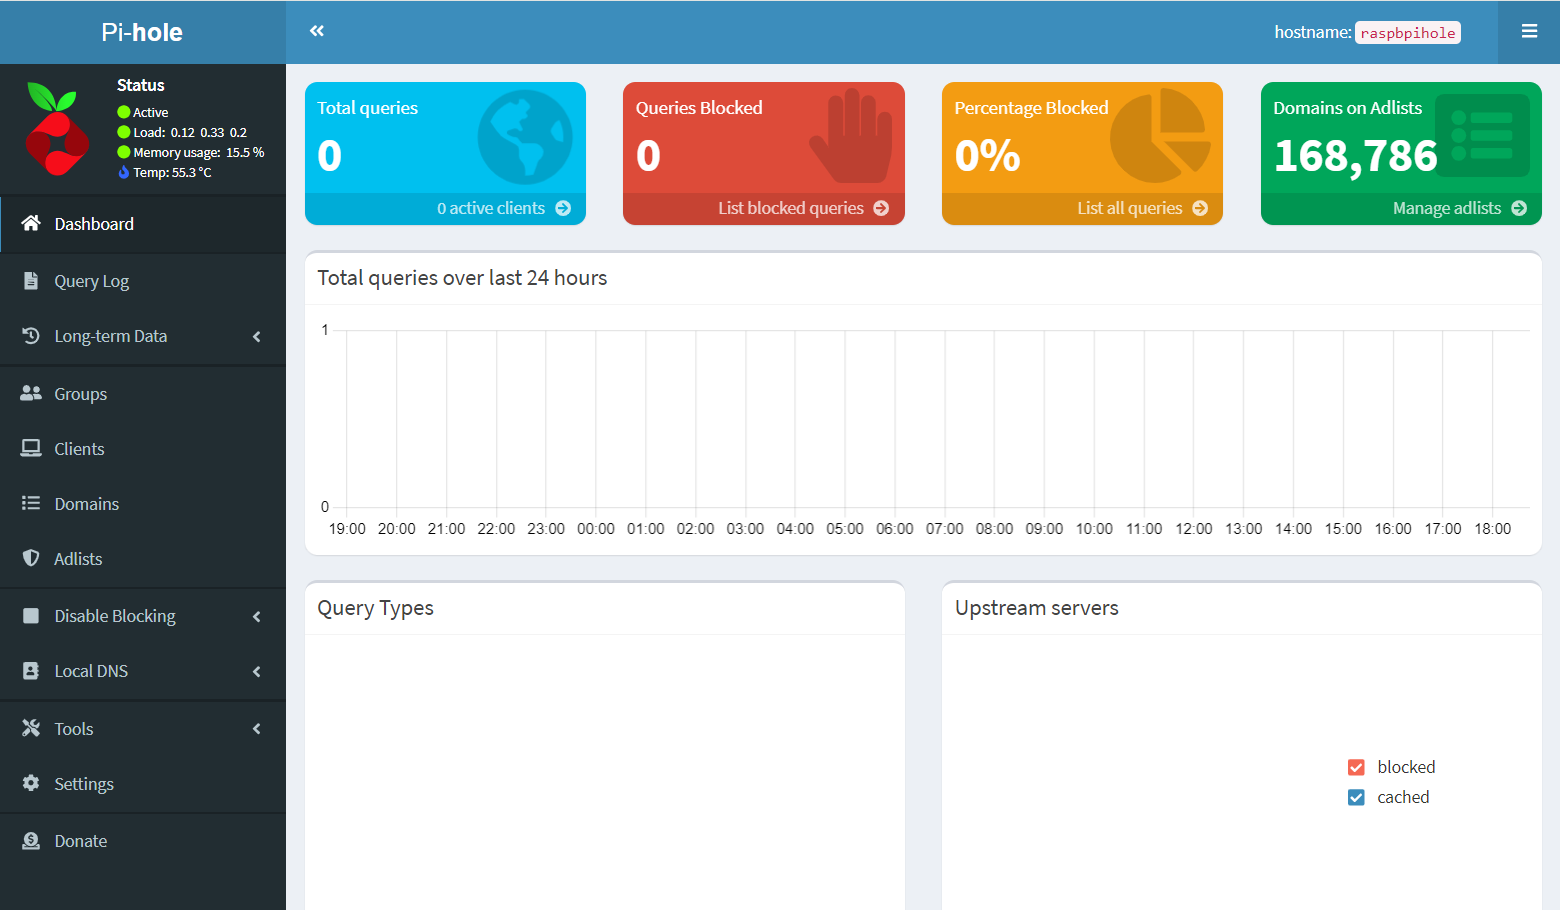 Pi-hole
hostname: raspbpihole
Status
Active
Load: 0.12 0.33 0.2
Memory usage: 15.5 %
Temp: 55.3 °C
Dashboard
Query Log
Long-term Data
Groups
Clients
Domains
Adlists
Disable Blocking
Local DNS
Tools
Settings
Donate
Total queries
0
0 active clients
Queries Blocked
0
List blocked queries
Percentage Blocked
0%
List all queries
Domains on Adlists
168,786
Manage adlists
Total queries over last 24 hours
1
0
19:00 20:00 21:00 22:00 23:00 00:00 01:00 02:00 03:00 04:00 05:00 06:00 07:00 08:00 09:00 10:00 11:00 12:00 13:00 14:00 15:00 16:00 17:00 18:00
Query Types
Upstream servers
blocked
cached